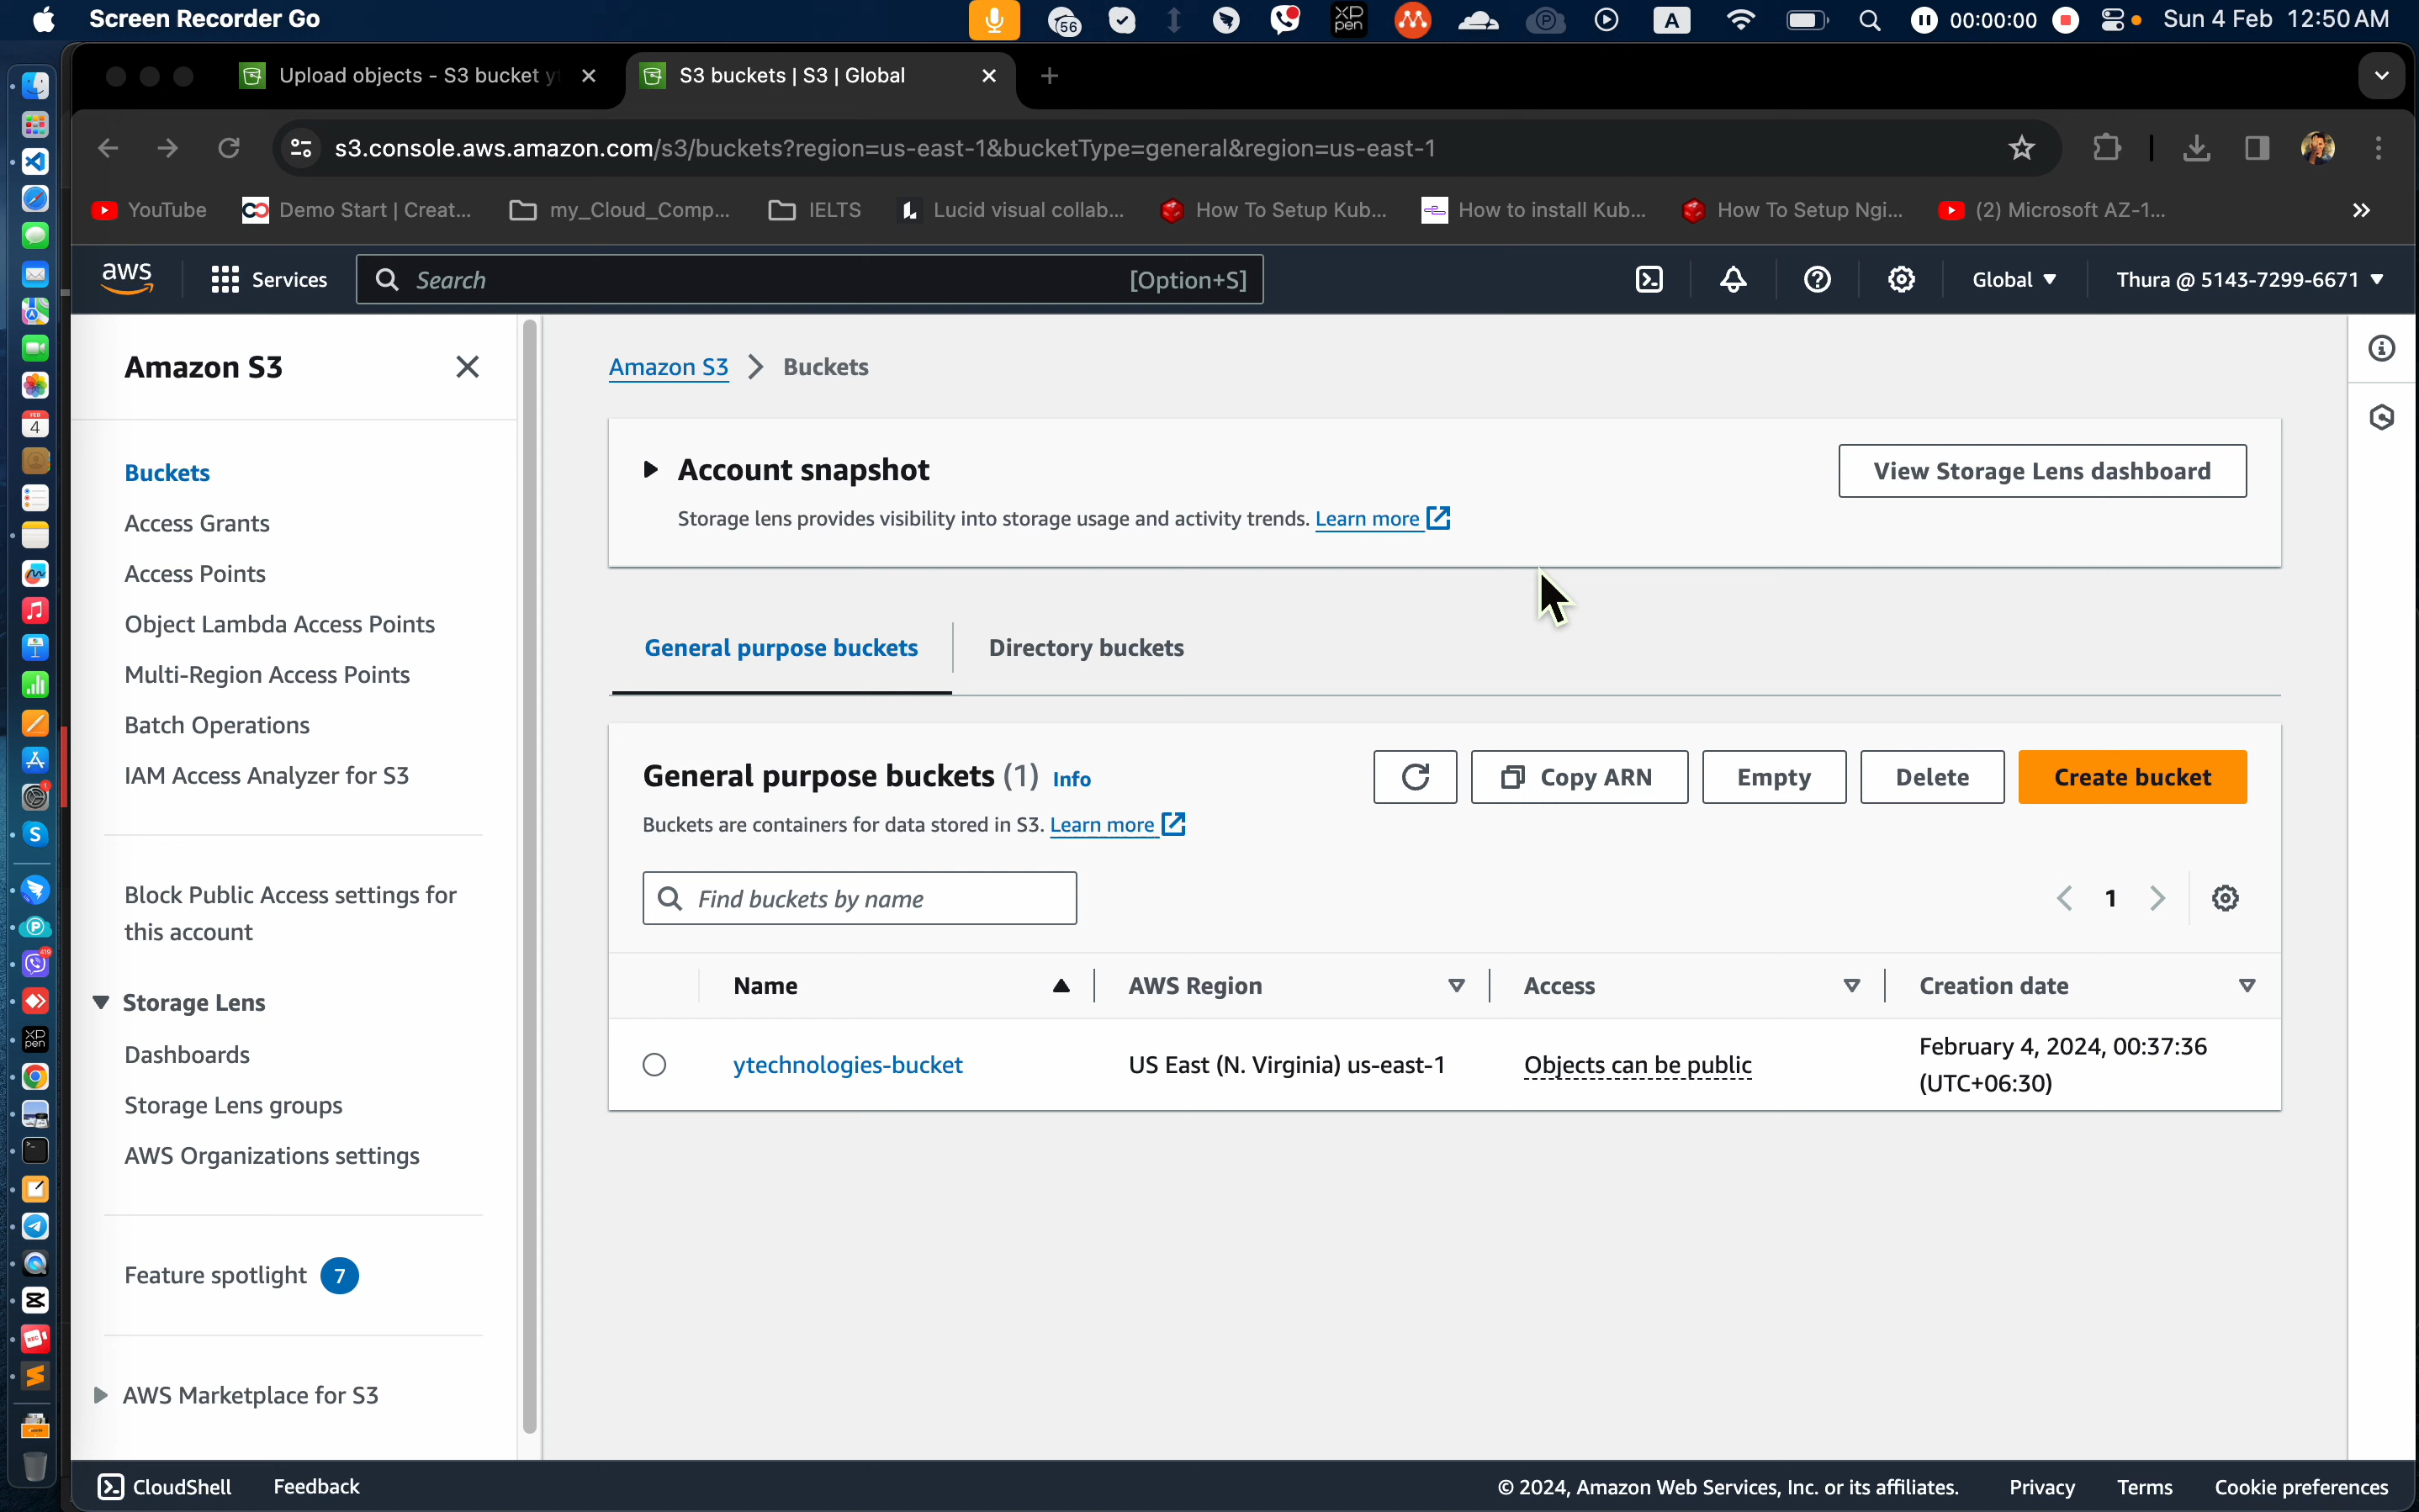 Screen Recorder Go
56
XP
pen
A
00:00:00
Sun 4 Feb 12:50 AM
Upload objects - S3 bucket
S3 buckets | S3 | Global
s3.console.aws.amazon.com/s3/buckets?region=us-east-1&bucketType=general&region=us-east-1
YouTube
Demo Start | Creat...
my_Cloud_Comp...
IELTS
Lucid visual collab...
How To Setup Kub...
How to install Kub...
How To Setup Ngi...
(2) Microsoft AZ-1...
aws
Services
Search
[Option+S]
Global
Thura @ 5143-7299-6671
Amazon S3
Buckets
Access Grants
Access Points
Object Lambda Access Points
Multi-Region Access Points
Batch Operations
IAM Access Analyzer for S3
Block Public Access settings for
this account
Storage Lens
Dashboards
Storage Lens groups
AWS Organizations settings
Feature spotlight 7
AWS Marketplace for S3
Amazon S3 > Buckets
Account snapshot
View Storage Lens dashboard
Storage lens provides visibility into storage usage and activity trends. Learn more
General purpose buckets
Directory buckets
General purpose buckets (1) Info
Copy ARN
Empty
Delete
Create bucket
Buckets are containers for data stored in S3. Learn more
Find buckets by name
1
Name
AWS Region
Access
Creation date
ytechnologies-bucket
US East (N. Virginia) us-east-1
Objects can be public
February 4, 2024, 00:37:36
(UTC+06:30)
CloudShell
Feedback
© 2024, Amazon Web Services, Inc. or its affiliates.
Privacy
Terms
Cookie preferences